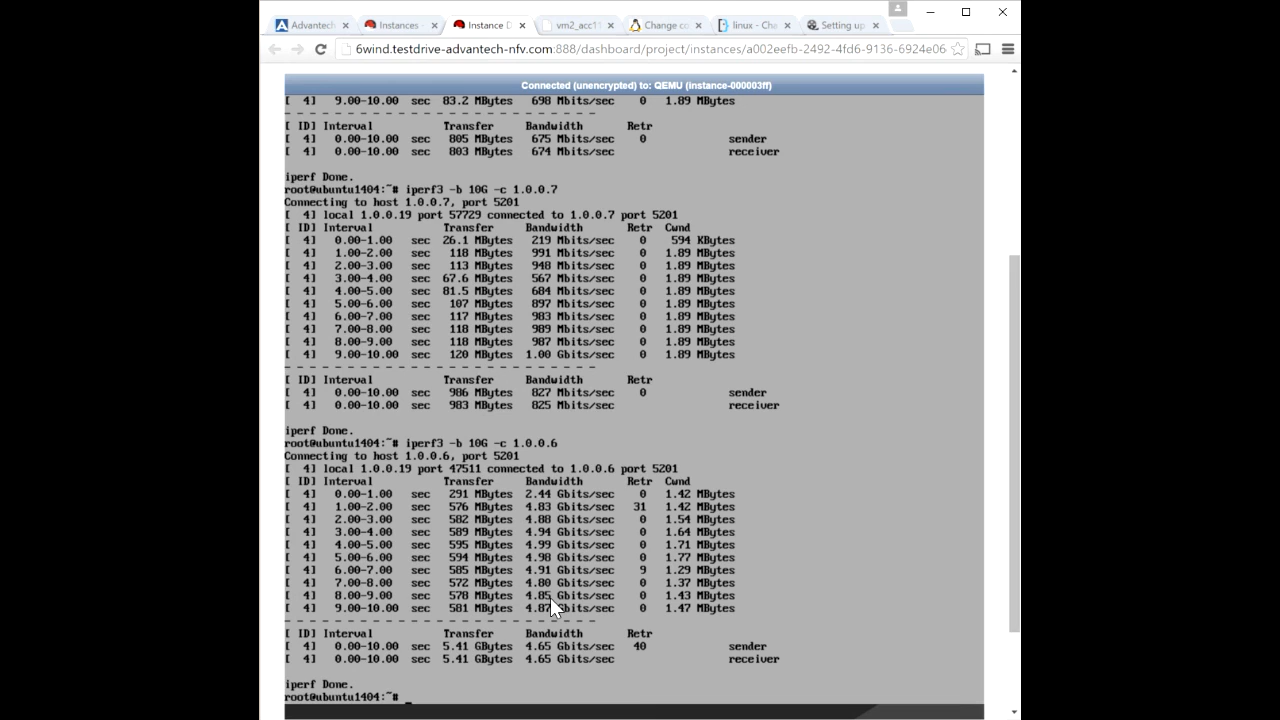 Advantech
Instances -
Instance D
vm2_acc11
Change co
linux - Cha
Setting up
6wind.testdrive-advantech-nfv.com:888/dashboard/project/instances/a002eefb-2492-4fd6-9136-6924e06
Connected (unencrypted) to: QEMU (instance-000003ff)
[ 4] 9.00-10.00 sec 83.2 MBytes 698 Mbits/sec 0 1.89 MBytes
- - - - - - - - - - - - - - - - - - - - - - - - -
[ ID] Interval Transfer Bandwidth Retr
[ 4] 0.00-10.00 sec 805 MBytes 675 Mbits/sec 0 sender
[ 4] 0.00-10.00 sec 803 MBytes 674 Mbits/sec receiver
iperf Done.
root@ubuntu1404:~# iperf3 -b 10G -c 1.0.0.7
Connecting to host 1.0.0.7, port 5201
[ 4] local 1.0.0.19 port 57729 connected to 1.0.0.7 port 5201
[ ID] Interval Transfer Bandwidth Retr Cwnd
[ 4] 0.00-1.00 sec 26.1 MBytes 219 Mbits/sec 0 594 KBytes
[ 4] 1.00-2.00 sec 118 MBytes 991 Mbits/sec 0 1.89 MBytes
[ 4] 2.00-3.00 sec 113 MBytes 948 Mbits/sec 0 1.89 MBytes
[ 4] 3.00-4.00 sec 67.6 MBytes 567 Mbits/sec 0 1.89 MBytes
[ 4] 4.00-5.00 sec 81.5 MBytes 684 Mbits/sec 0 1.89 MBytes
[ 4] 5.00-6.00 sec 107 MBytes 897 Mbits/sec 0 1.89 MBytes
[ 4] 6.00-7.00 sec 117 MBytes 983 Mbits/sec 0 1.89 MBytes
[ 4] 7.00-8.00 sec 118 MBytes 989 Mbits/sec 0 1.89 MBytes
[ 4] 8.00-9.00 sec 118 MBytes 987 Mbits/sec 0 1.89 MBytes
[ 4] 9.00-10.00 sec 120 MBytes 1.00 Gbits/sec 0 1.89 MBytes
- - - - - - - - - - - - - - - - - - - - - - - - -
[ ID] Interval Transfer Bandwidth Retr
[ 4] 0.00-10.00 sec 986 MBytes 827 Mbits/sec 0 sender
[ 4] 0.00-10.00 sec 983 MBytes 825 Mbits/sec receiver
iperf Done.
root@ubuntu1404:~# iperf3 -b 10G -c 1.0.0.6
Connecting to host 1.0.0.6, port 5201
[ 4] local 1.0.0.19 port 47511 connected to 1.0.0.6 port 5201
[ ID] Interval Transfer Bandwidth Retr Cwnd
[ 4] 0.00-1.00 sec 291 MBytes 2.44 Gbits/sec 0 1.42 MBytes
[ 4] 1.00-2.00 sec 576 MBytes 4.83 Gbits/sec 31 1.42 MBytes
[ 4] 2.00-3.00 sec 582 MBytes 4.88 Gbits/sec 0 1.54 MBytes
[ 4] 3.00-4.00 sec 589 MBytes 4.94 Gbits/sec 0 1.64 MBytes
[ 4] 4.00-5.00 sec 595 MBytes 4.99 Gbits/sec 0 1.71 MBytes
[ 4] 5.00-6.00 sec 594 MBytes 4.98 Gbits/sec 0 1.77 MBytes
[ 4] 6.00-7.00 sec 585 MBytes 4.91 Gbits/sec 9 1.29 MBytes
[ 4] 7.00-8.00 sec 572 MBytes 4.80 Gbits/sec 0 1.37 MBytes
[ 4] 8.00-9.00 sec 578 MBytes 4.85 Gbits/sec 0 1.43 MBytes
[ 4] 9.00-10.00 sec 581 MBytes 4.87 Gbits/sec 0 1.47 MBytes
- - - - - - - - - - - - - - - - - - - - - - - - -
[ ID] Interval Transfer Bandwidth Retr
[ 4] 0.00-10.00 sec 5.41 GBytes 4.65 Gbits/sec 40 sender
[ 4] 0.00-10.00 sec 5.41 GBytes 4.65 Gbits/sec receiver
iperf Done.
root@ubuntu1404:~# _